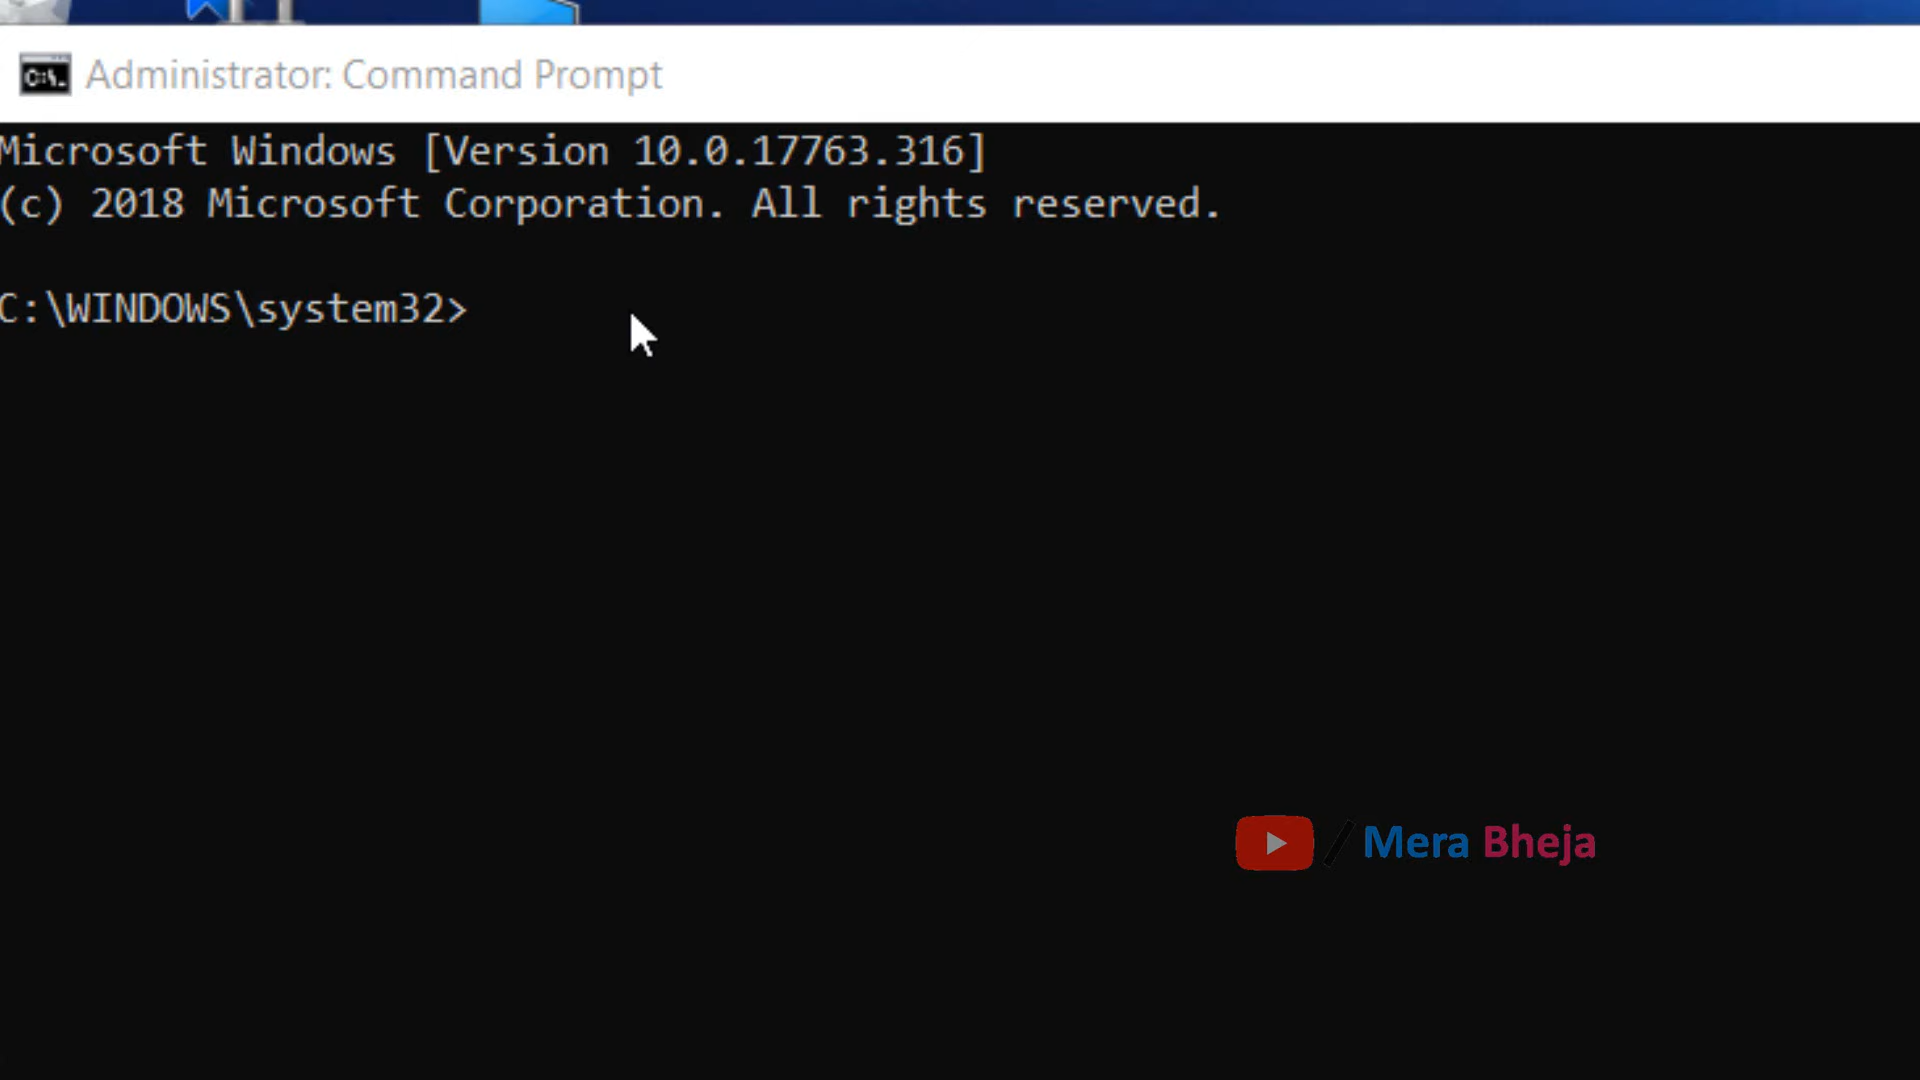 C:\.
Administrator: Command Prompt
Microsoft Windows [Version 10.0.17763.316]
(c) 2018 Microsoft Corporation. All rights reserved.
C:\WINDOWS\system32>
/ Mera Bheja